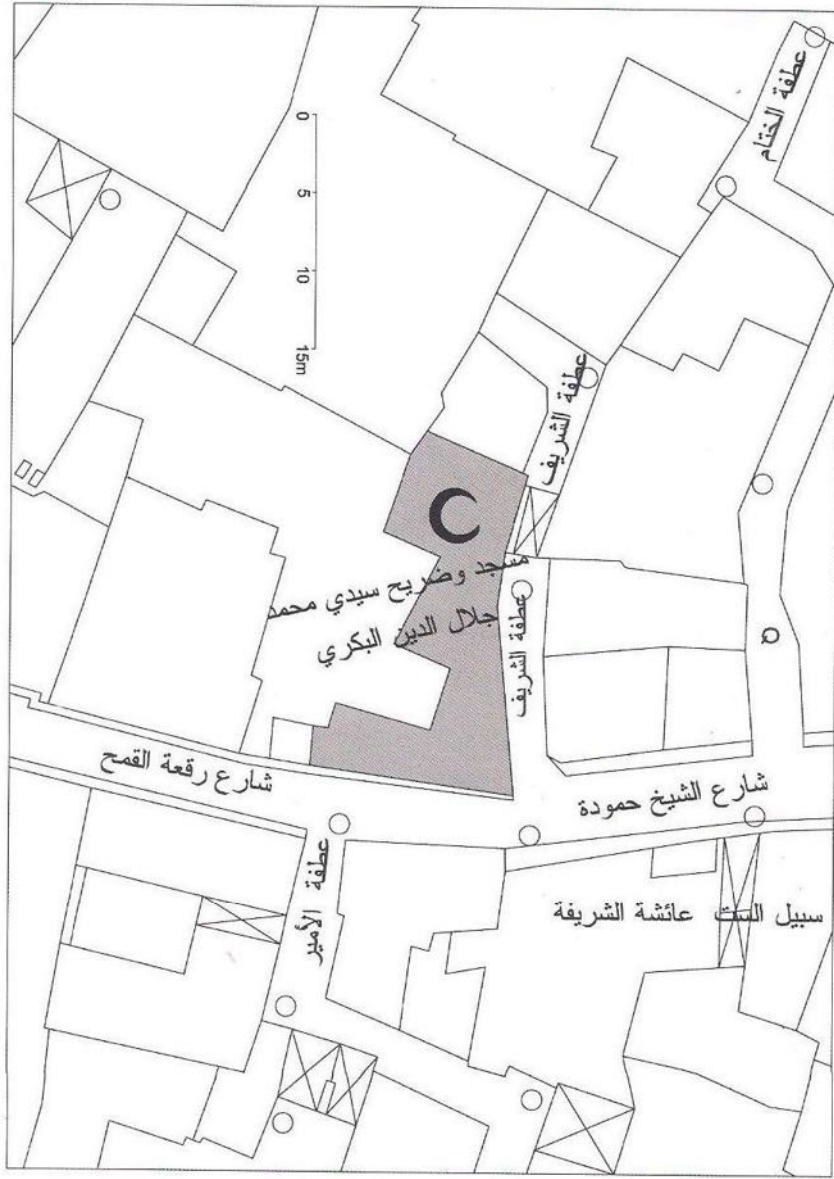 عطفة الختام
0
5
10
15m
عطفة الشريف
مسجد وضريح سيدي محمد
جلال الدين البكري
عطفة الشريف
شارع رقعة القمح
شارع الشيخ حمودة
عطفة الأمير
سبيل الست عائشة الشريفة